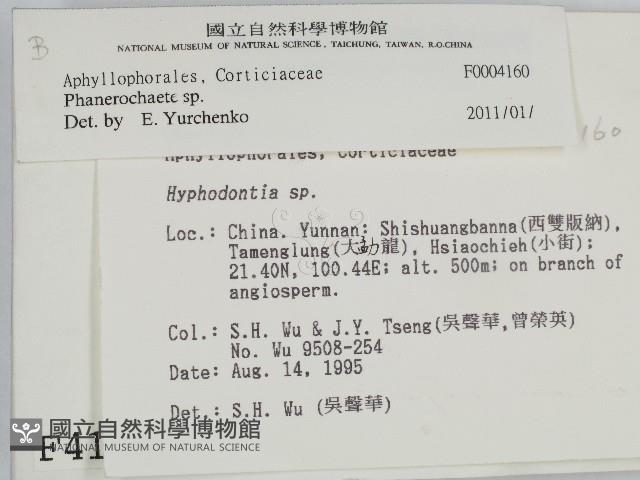 國立自然科學博物館
NATIONAL MUSEUM OF NATURAL SCIENCE, TAICHUNG, TAIWAN, R.O.CHINA
B
Aphyllophorales, Corticiaceae F0004160
Phanerochaete sp.
Det. by E. Yurchenko 2011/01/
160
Aphyllophorales, Corticiaceae
Hyphodontia sp.
Loc.: China. Yunnan: Shishuangbanna(西雙版納),
Tamenglung(大勐龍), Hsiaochieh(小街);
21.40N, 100.44E; alt. 500m; on branch of
angiosperm.
Col.: S.H. Wu & J.Y. Tseng(吳聲華,曾榮英)
No. Wu 9508-254
Date: Aug. 14, 1995
Det.: S.H. Wu (吳聲華)
國立自然科學博物館
NATIONAL MUSEUM OF NATURAL SCIENCE
F41